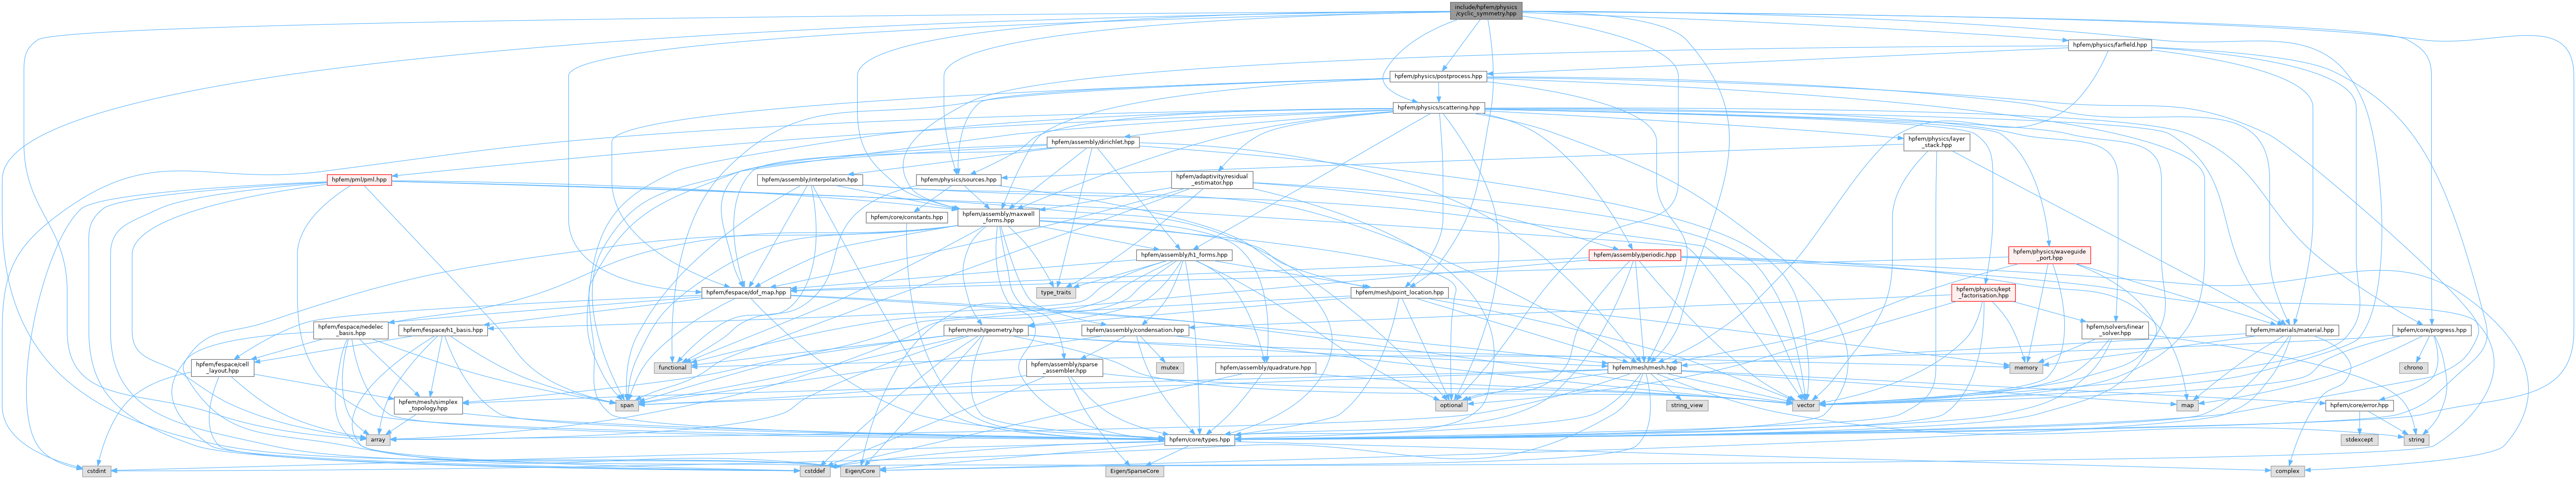 include/hpfem/physics
/cyclic_symmetry.hpp
hpfem/physics/farfield.hpp
hpfem/physics/postprocess.hpp
hpfem/physics/scattering.hpp
hpfem/assembly/dirichlet.hpp
hpfem/physics/layer
_stack.hpp
hpfem/pml/pml.hpp
hpfem/assembly/interpolation.hpp
hpfem/physics/sources.hpp
hpfem/adaptivity/residual
_estimator.hpp
hpfem/core/constants.hpp
hpfem/assembly/maxwell
_forms.hpp
hpfem/assembly/h1_forms.hpp
hpfem/assembly/periodic.hpp
hpfem/physics/waveguide
_port.hpp
type_traits
hpfem/fespace/dof_map.hpp
hpfem/mesh/point_location.hpp
hpfem/physics/kept
_factorisation.hpp
hpfem/fespace/nedelec
_basis.hpp
hpfem/fespace/h1_basis.hpp
hpfem/mesh/geometry.hpp
hpfem/assembly/condensation.hpp
hpfem/solvers/linear
_solver.hpp
hpfem/materials/material.hpp
hpfem/core/progress.hpp
hpfem/fespace/cell
_layout.hpp
functional
hpfem/assembly/sparse
_assembler.hpp
mutex
hpfem/assembly/quadrature.hpp
hpfem/mesh/mesh.hpp
memory
chrono
hpfem/mesh/simplex
_topology.hpp
span
optional
string_view
vector
map
hpfem/core/error.hpp
array
hpfem/core/types.hpp
stdexcept
string
cstdint
cstddef
Eigen/Core
Eigen/SparseCore
complex